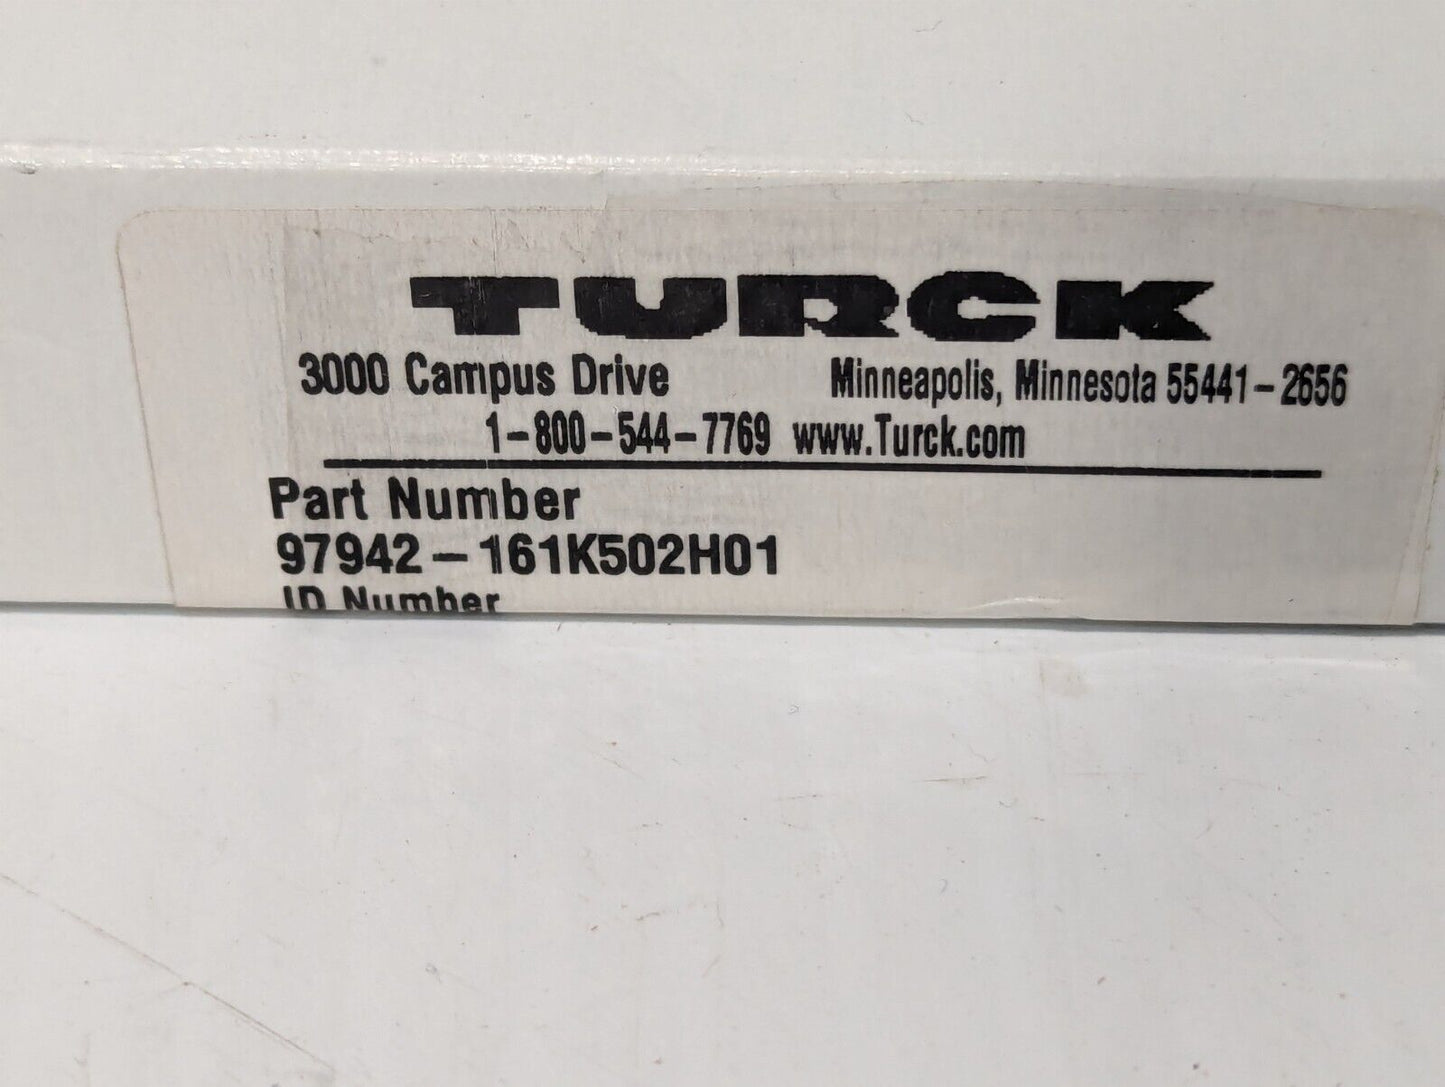 TURCK
3000 Campus Drive Minneapolis, Minnesota 55441-2656
1-800-544-7769 www.Turck.com
Part Number
97942-161K502H01
ID Number